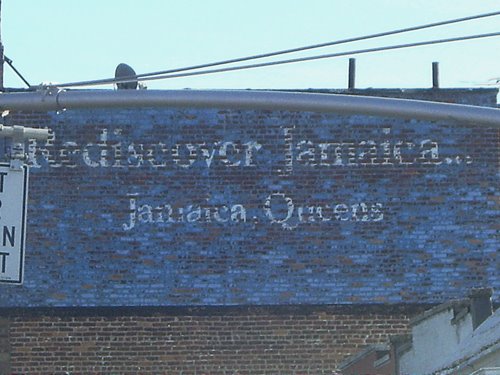 Rediscover Jamaica...
Jamaica, Queens
N
T